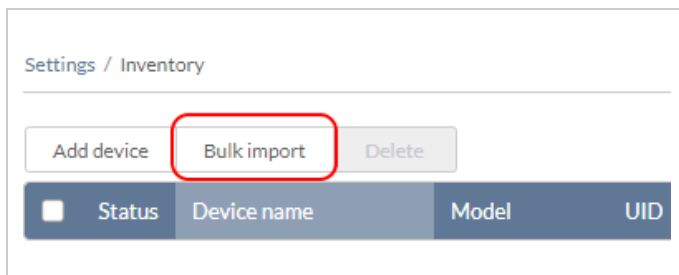 Settings / Inventory
Add device Bulk import Delete
Status Device name Model UID